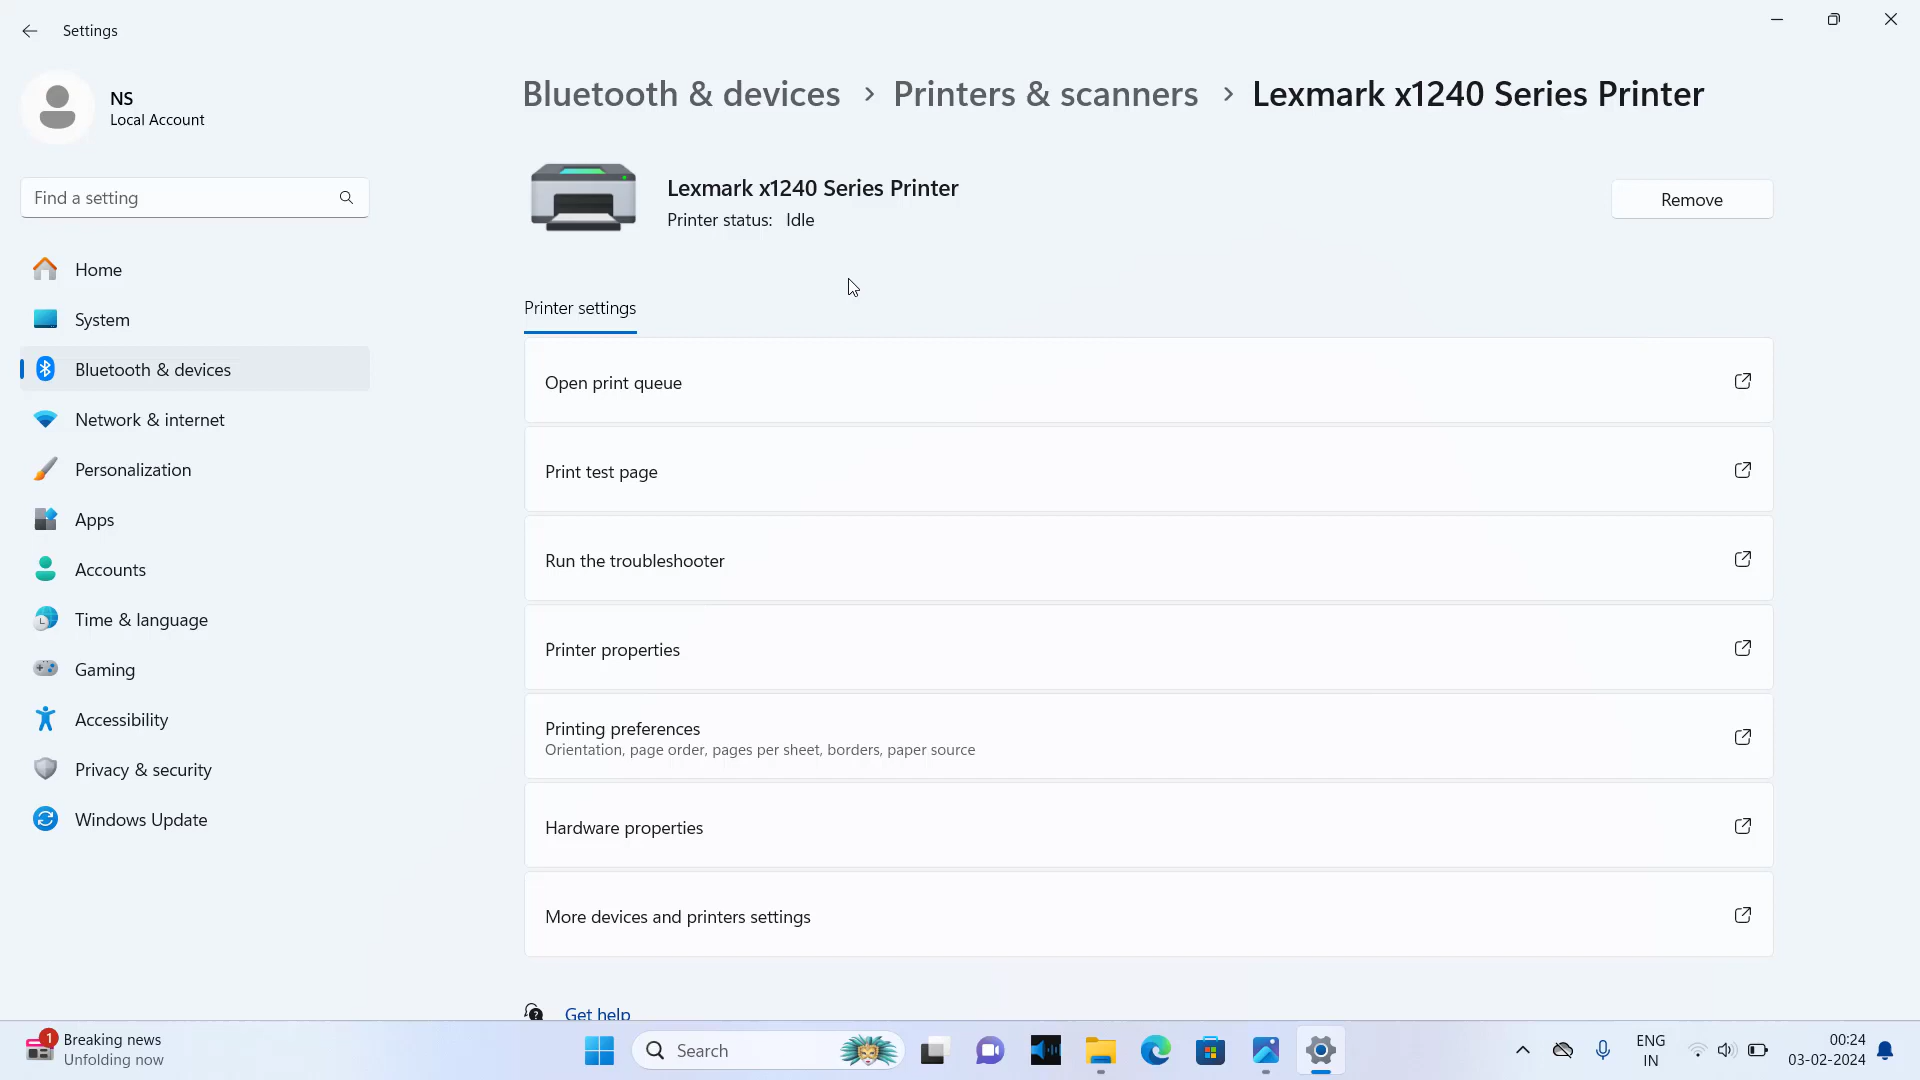 Settings
NS
Local Account
Find a setting
Home
System
Bluetooth & devices
Network & internet
Personalization
Apps
Accounts
Time & language
Gaming
Accessibility
Privacy & security
Windows Update
Bluetooth & devices > Printers & scanners > Lexmark x1240 Series Printer
Lexmark x1240 Series Printer
Printer status: Idle
Remove
Printer settings
Open print queue
Print test page
Run the troubleshooter
Printer properties
Printing preferences
Orientation, page order, pages per sheet, borders, paper source
Hardware properties
More devices and printers settings
Get help
1
Breaking news
Unfolding now
Search
ENG
IN
00:24
03-02-2024